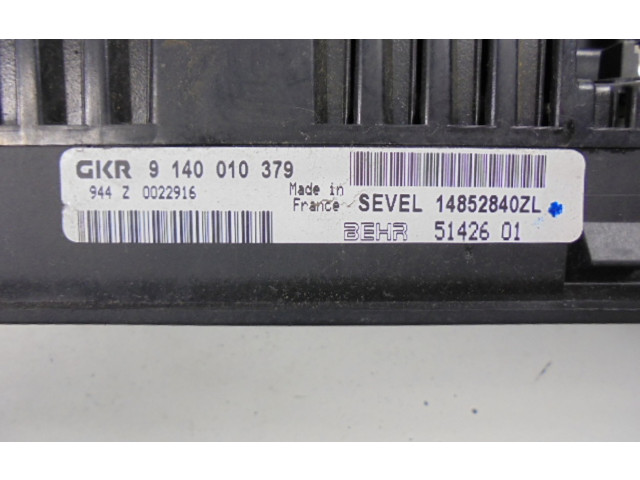 GKR 9 140 010 379
944 Z 0022916
Made in
France
SEVEL 14852840ZL
BEHR 51426 01